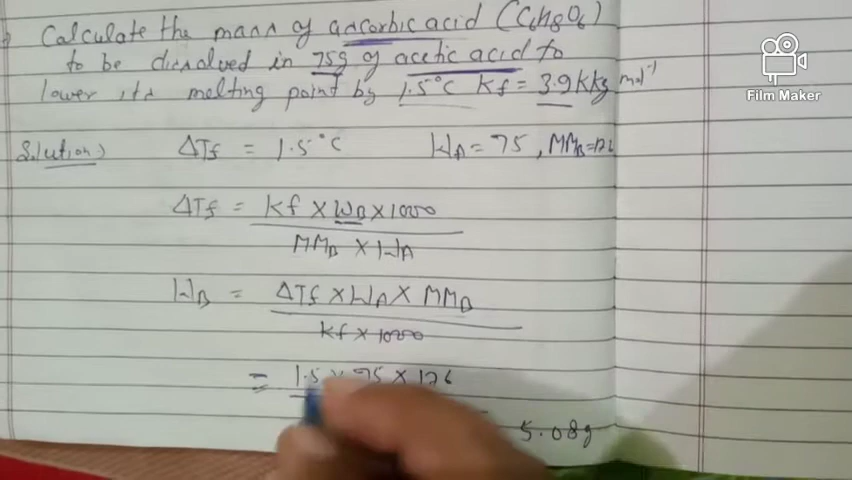 Calculate the mass of ascorbic acid (C6H8O6)
to be dissolved in 75g of acetic acid to
lower its melting point by 1.5°C Kf = 3.9 K kg mol⁻¹
Film Maker
Solution) ΔTf = 1.5°C WA = 75, MMB=
ΔTf = Kf × WB × 1000
MMB × WA
WB = ΔTf × WA × MMB
Kf × 1000
= 1.5 × 75 × 176
5.08g